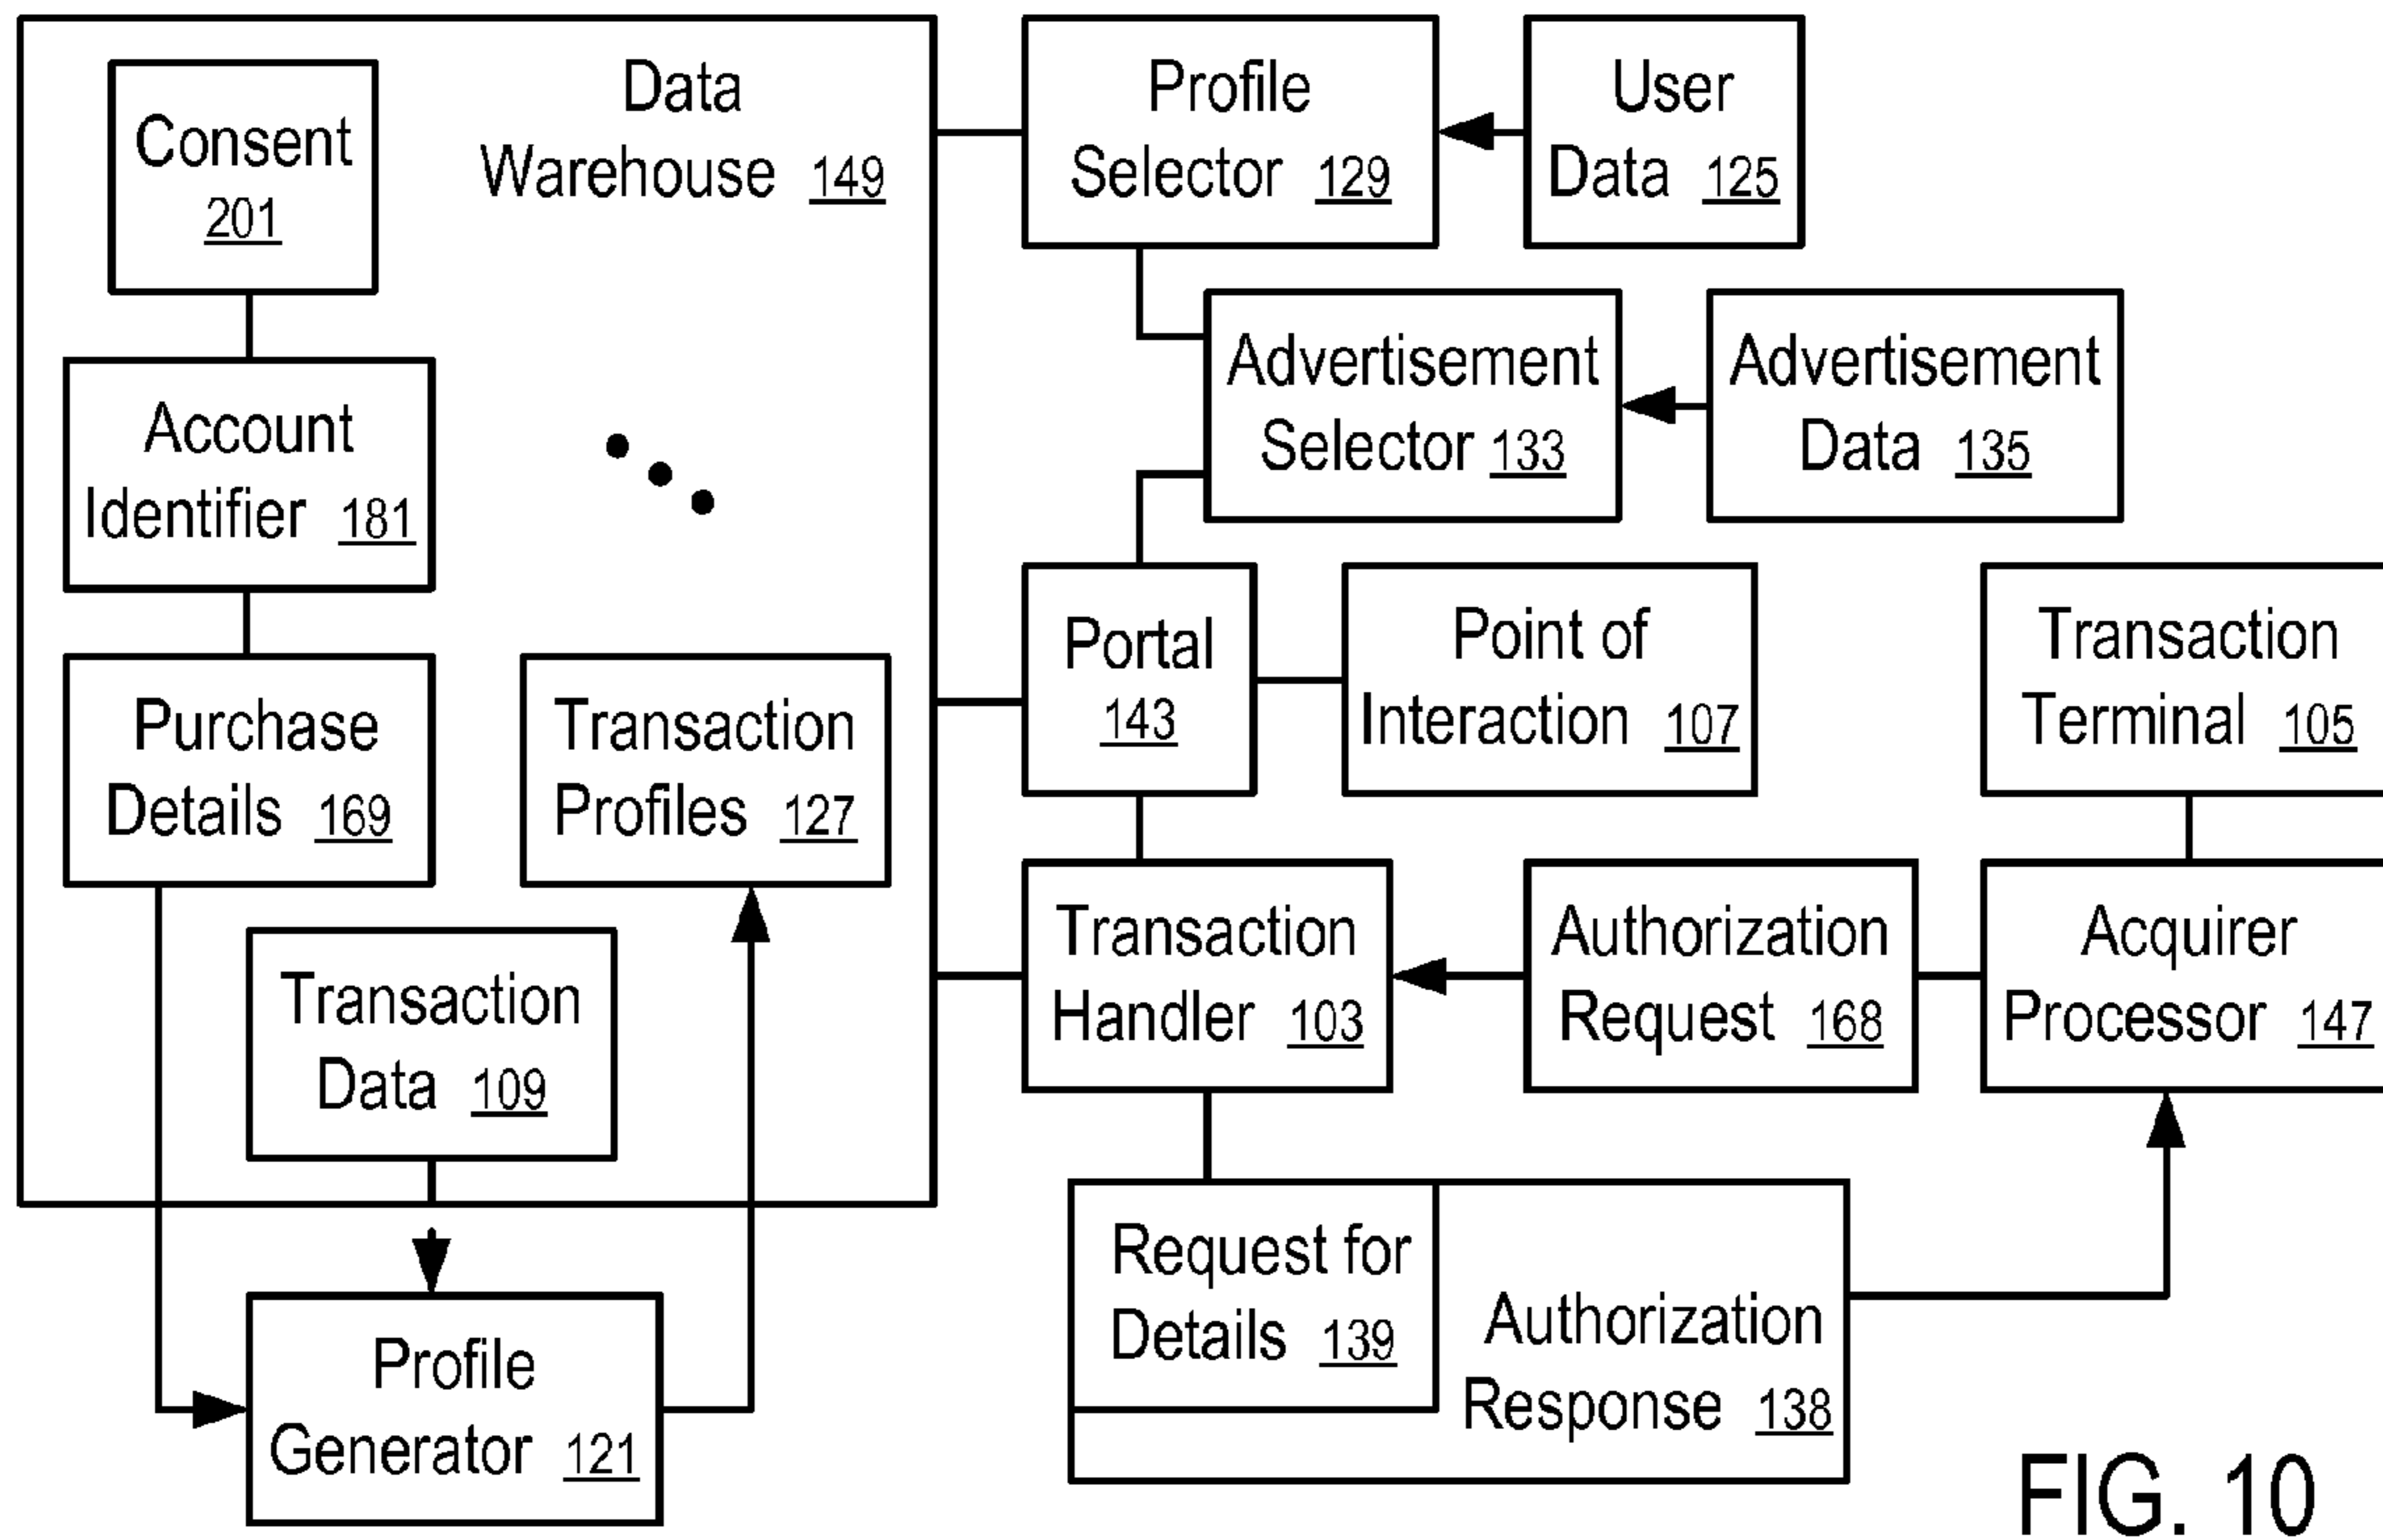 Consent
201
Data
Warehouse 149
Profile
Selector 129
User
Data 125
Account
Identifier 181
Advertisement
Selector 133
Advertisement
Data 135
Purchase
Details 169
Transaction
Profiles 127
Portal
143
Point of
Interaction 107
Transaction
Terminal 105
Transaction
Data 109
Transaction
Handler 103
Authorization
Request 168
Acquirer
Processor 147
Profile
Generator 121
Request for
Details 139
Authorization
Response 138
FIG. 10